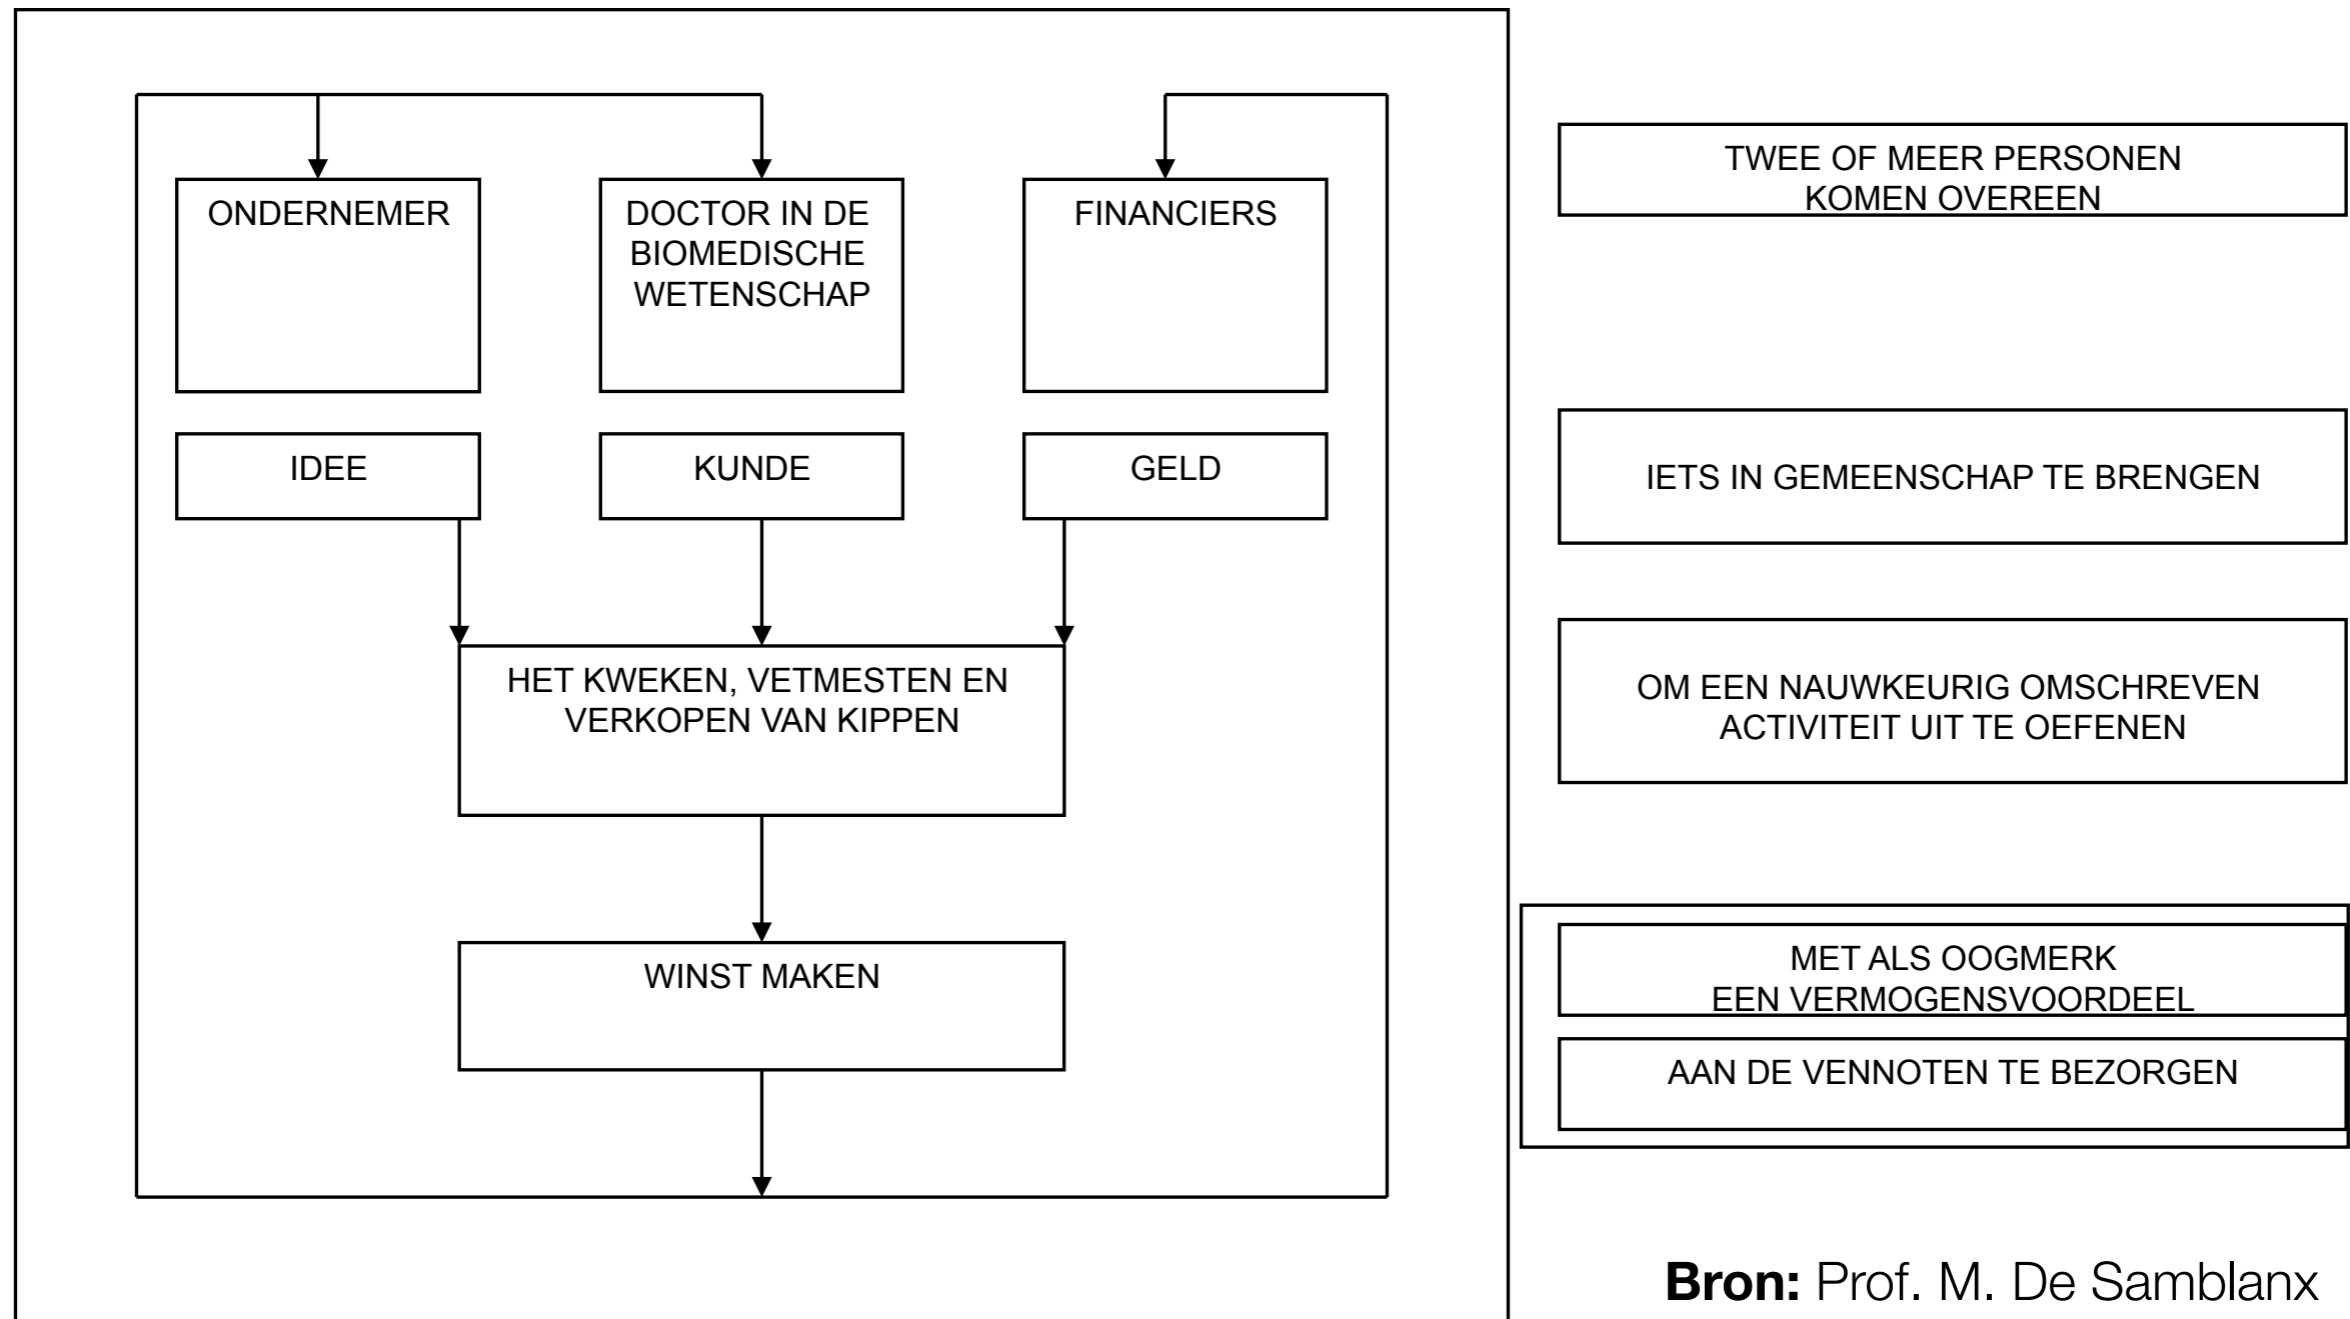 ONDERNEMER
DOCTOR IN DE
BIOMEDISCHE
WETENSCHAP
FINANCIERS
IDEE
KUNDE
GELD
HET KWEKEN, VETMESTEN EN
VERKOPEN VAN KIPPEN
WINST MAKEN
TWEE OF MEER PERSONEN
KOMEN OVEREEN
IETS IN GEMEENSCHAP TE BRENGEN
OM EEN NAUWKEURIG OMSCHREVEN
ACTIVITEIT UIT TE OEFENEN
MET ALS OOGMERK
EEN VERMOGENSVOORDEEL
AAN DE VENNOTEN TE BEZORGEN
Bron: Prof. M. De Samblanx